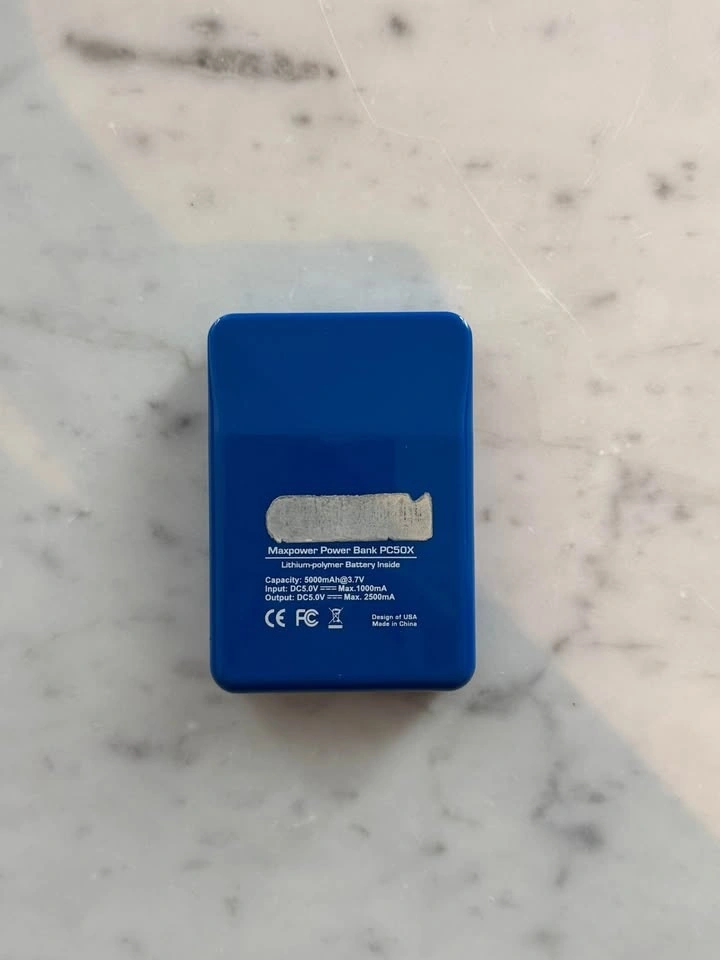 Maxpower Power Bank PC50X
Lithium-polymer Battery Inside
Capacity: 5000mAh@3.7V
Input: DC5.0V ⎓ Max.1000mA
Output: DC5.0V ⎓ Max. 2500mA
CE FC
Design of USA
Made in China